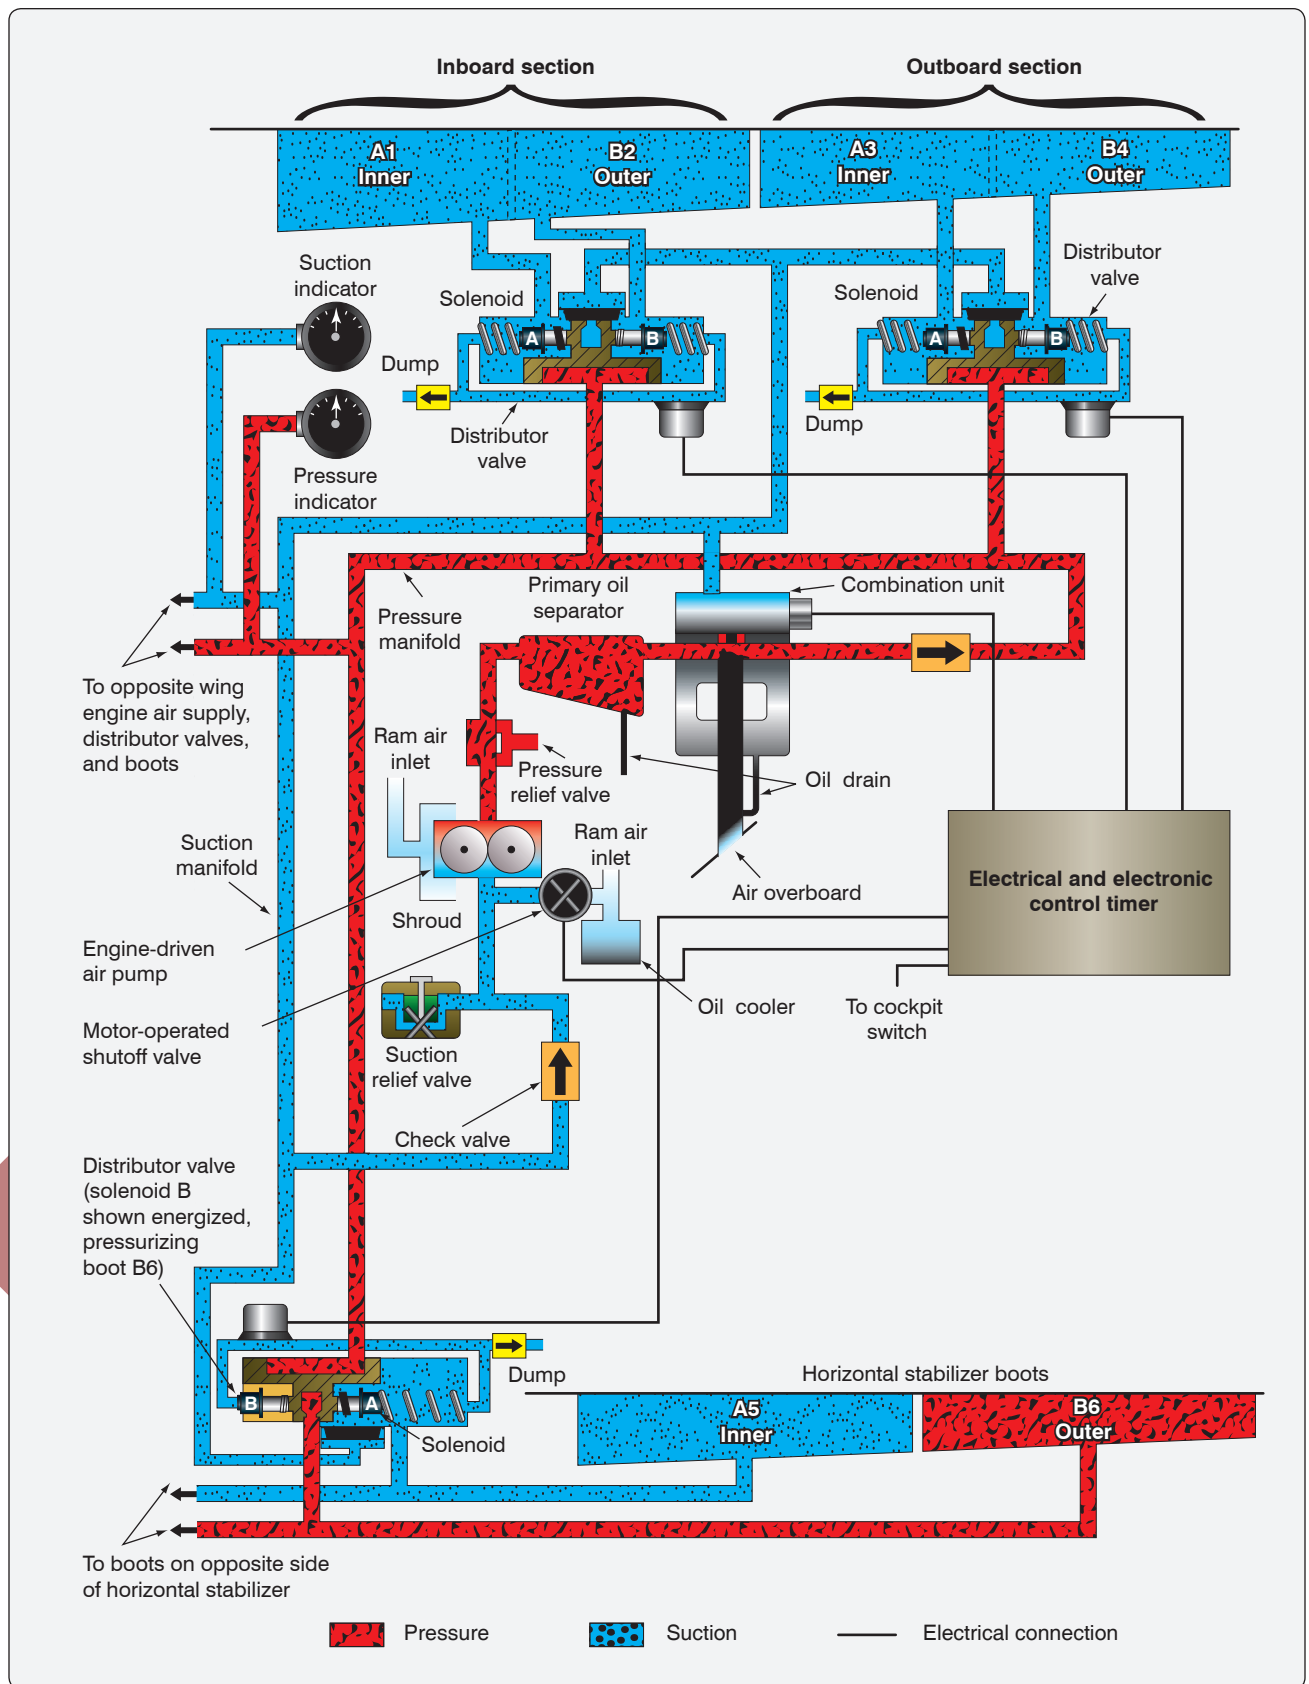 Inboard section
Outboard section
A1
Inner
B2
Outer
A3
Inner
B4
Outer
Suction
indicator
Solenoid
Solenoid
Distributor
valve
A
B
A
B
Dump
Dump
Distributor
valve
Pressure
indicator
Primary oil
separator
Combination unit
Pressure
manifold
To opposite wing
engine air supply,
distributor valves,
and boots
Ram air
inlet
Pressure
relief valve
Oil drain
Suction
manifold
Ram air
inlet
Air overboard
Electrical and electronic
control timer
Shroud
Engine-driven
air pump
Oil cooler
To cockpit
switch
Motor-operated
shutoff valve
Suction
relief valve
Check valve
Distributor valve
(solenoid B
shown energized,
pressurizing
boot B6)
Dump
Horizontal stabilizer boots
B
A
A5
Inner
B6
Outer
Solenoid
To boots on opposite side
of horizontal stabilizer
Pressure
Suction
Electrical connection